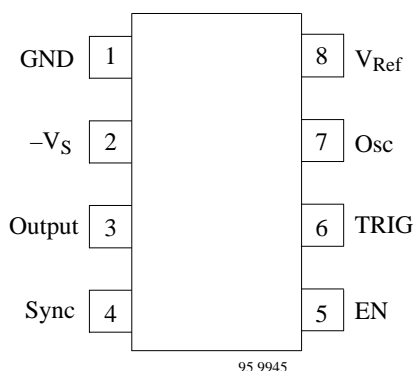 GND 1 8 VRef
–VS 2 7 Osc
Output 3 6 TRIG
Sync 4 5 EN
95 9945